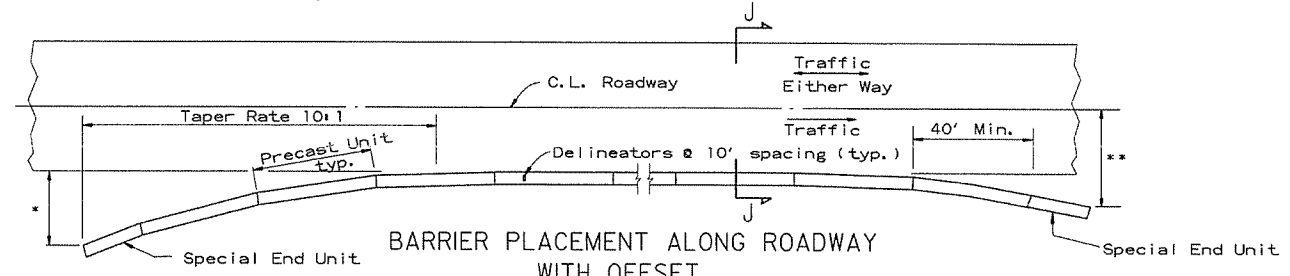 J
Traffic
C.L. Roadway
Either Way
Taper Rate 10:1
Traffic
40' Min.
Precast Unit
typ.
Delineators @ 10' spacing (typ.)
*
**
J
BARRIER PLACEMENT ALONG ROADWAY
WITH OFFSET
Special End Unit
Special End Unit